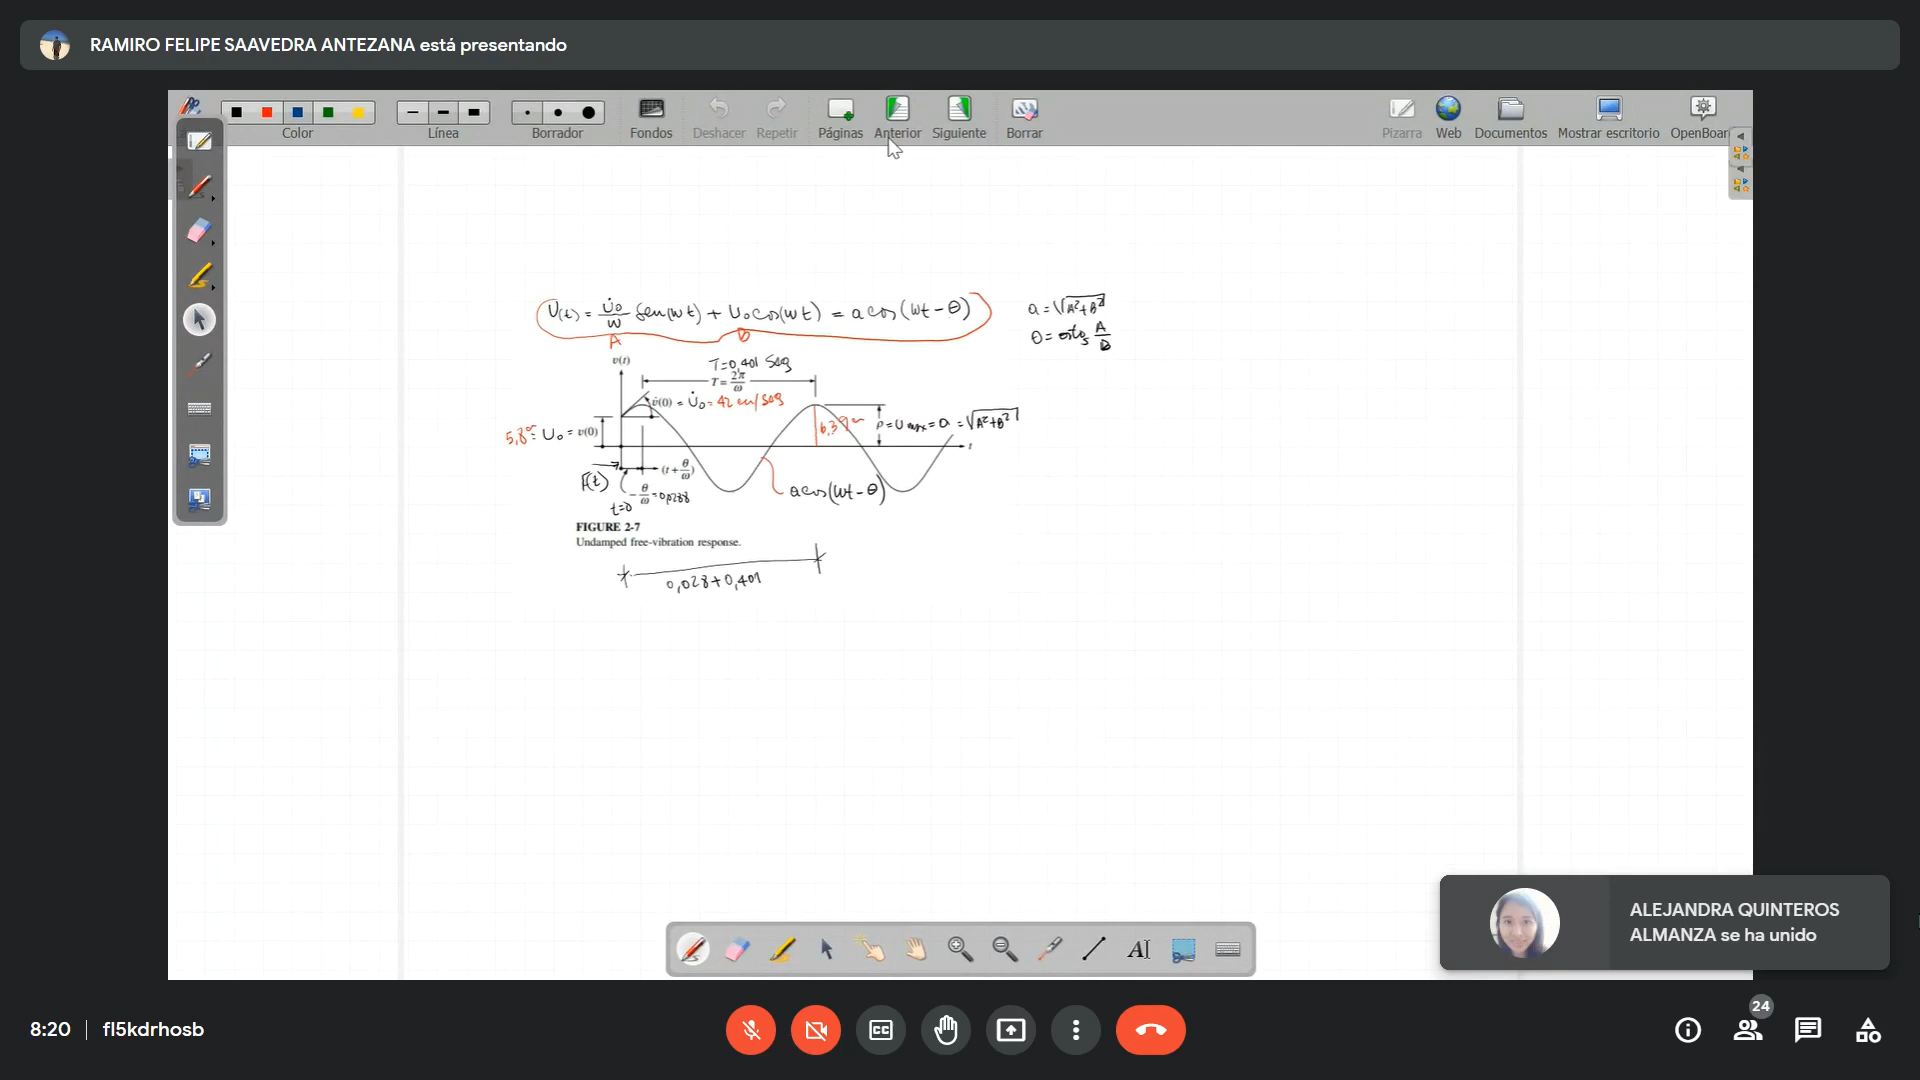 RAMIRO FELIPE SAAVEDRA ANTEZANA está presentando
Color
Línea
Borrador
Fondos
Deshacer
Repetir
Páginas
Anterior
Siguiente
Borrar
Pizarra
Web
Documentos
Mostrar escritorio
OpenBoar
U(t) = U̇o/w Sen(wt) + Uo cos(wt) = a cos(wt - θ)
a = √A²+B²
A
B
θ = A/B
v(t)
T=0,401 Seg
T = 2π/ω
v̇(0) = U̇o = 42 cm/seg
5,8 = Uo = v(0)
6,39
ρ = U max = a = √A²+B²
t
F(t)
(t + θ/ω)
t=0
- θ/ω = 0,028
a cos(wt - θ)
FIGURE 2-7
Undamped free-vibration response.
0,028 + 0,401
ALEJANDRA QUINTEROS
ALMANZA se ha unido
8:20 | fl5kdrhosb
24